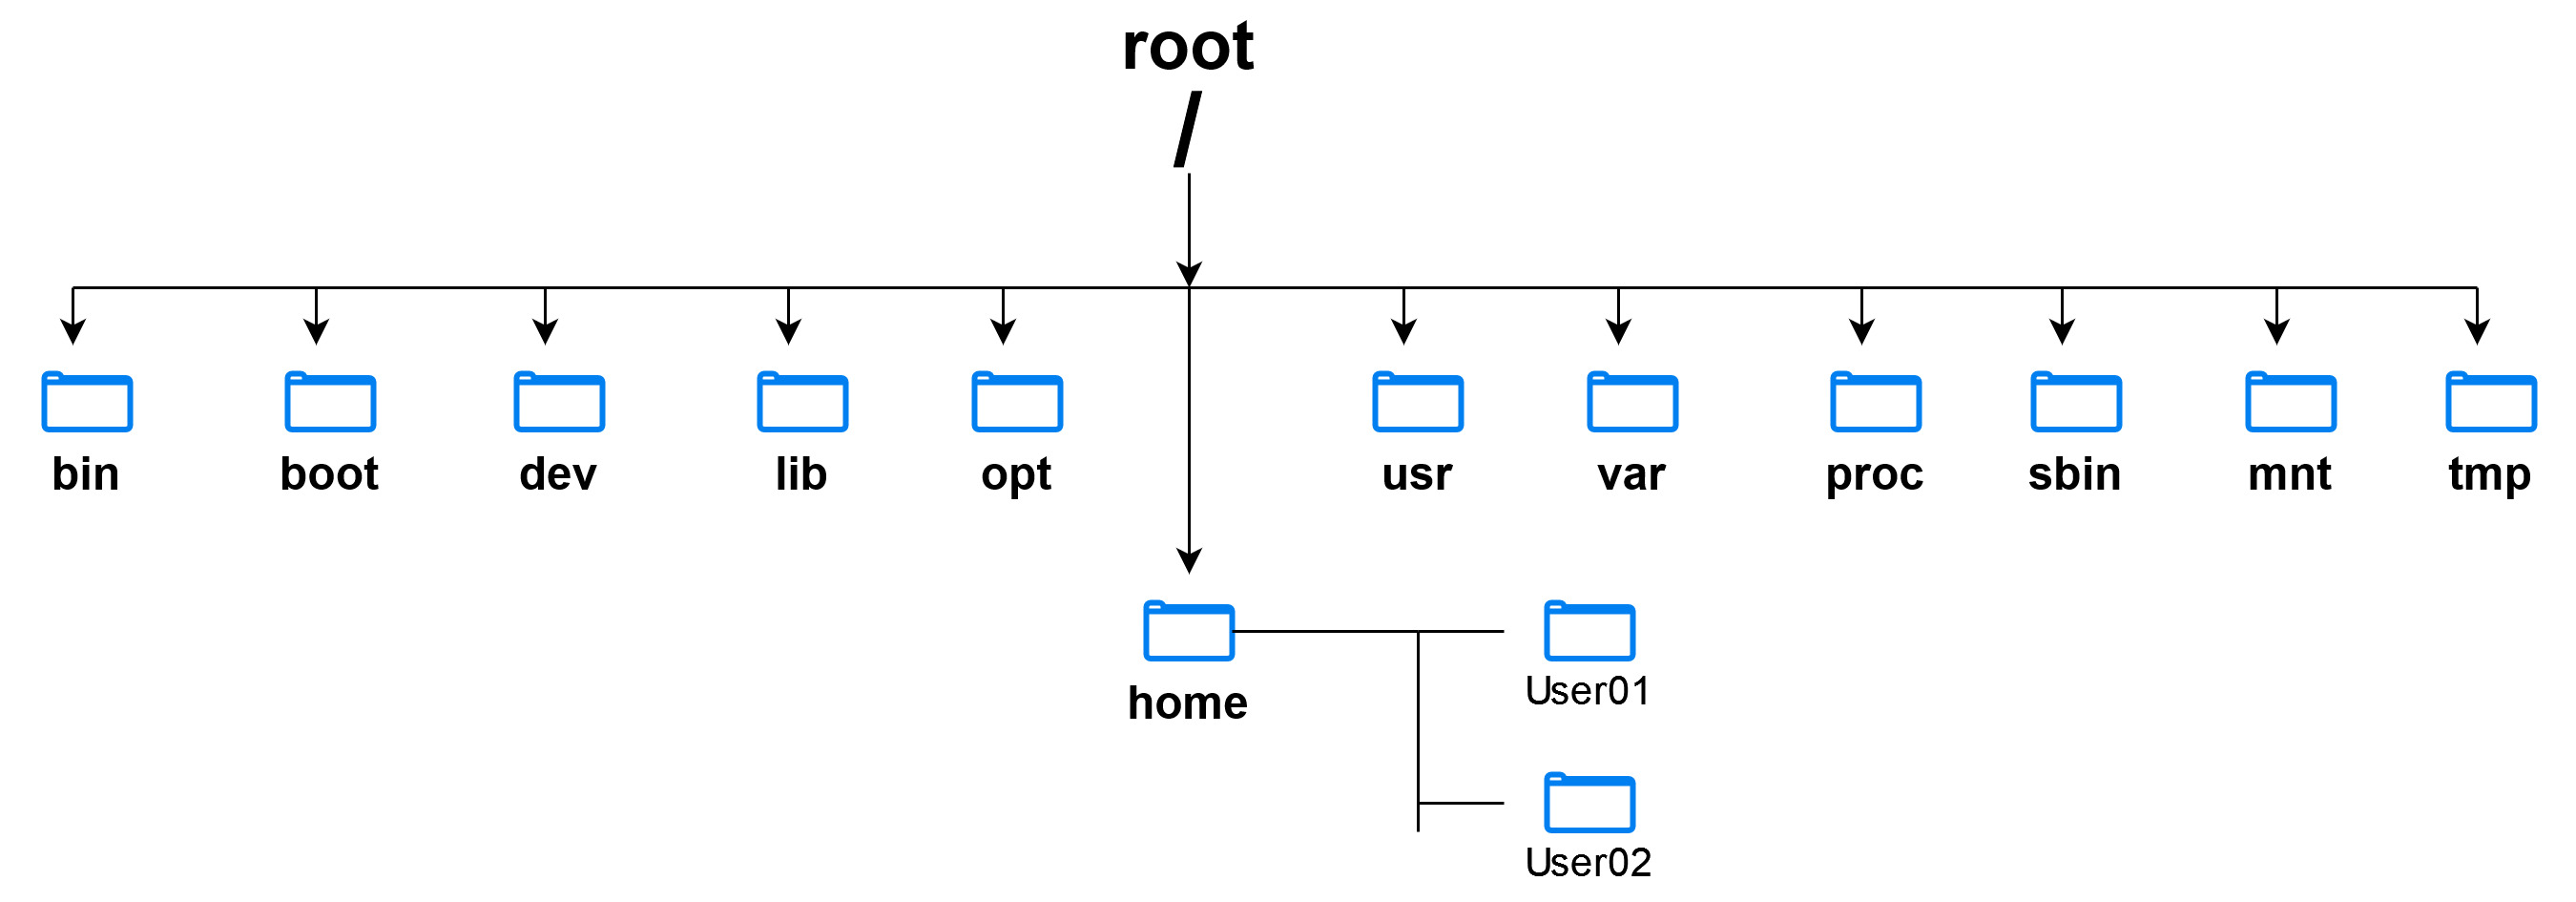 root
/
bin boot dev lib opt usr var proc sbin mnt tmp
home
User01
User02